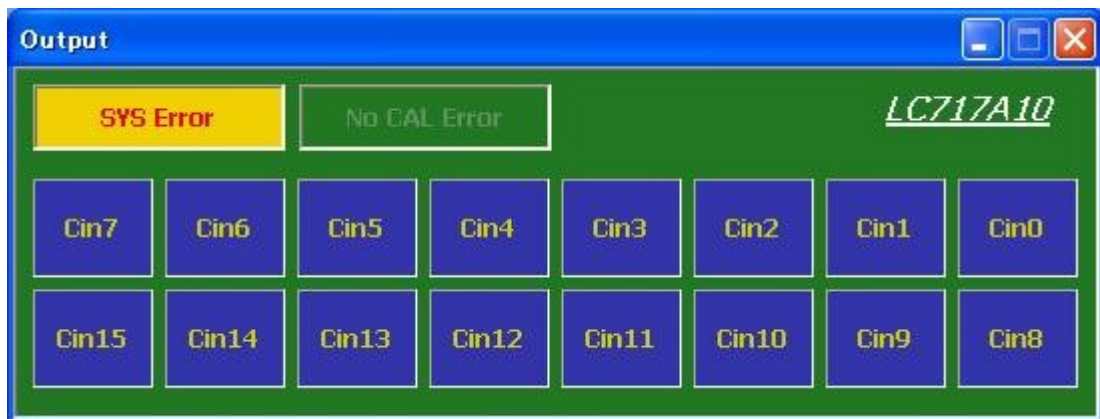 Output
SYS Error No CAL Error LC717A10
Cin7 Cin6 Cin5 Cin4 Cin3 Cin2 Cin1 Cin0
Cin15 Cin14 Cin13 Cin12 Cin11 Cin10 Cin9 Cin8